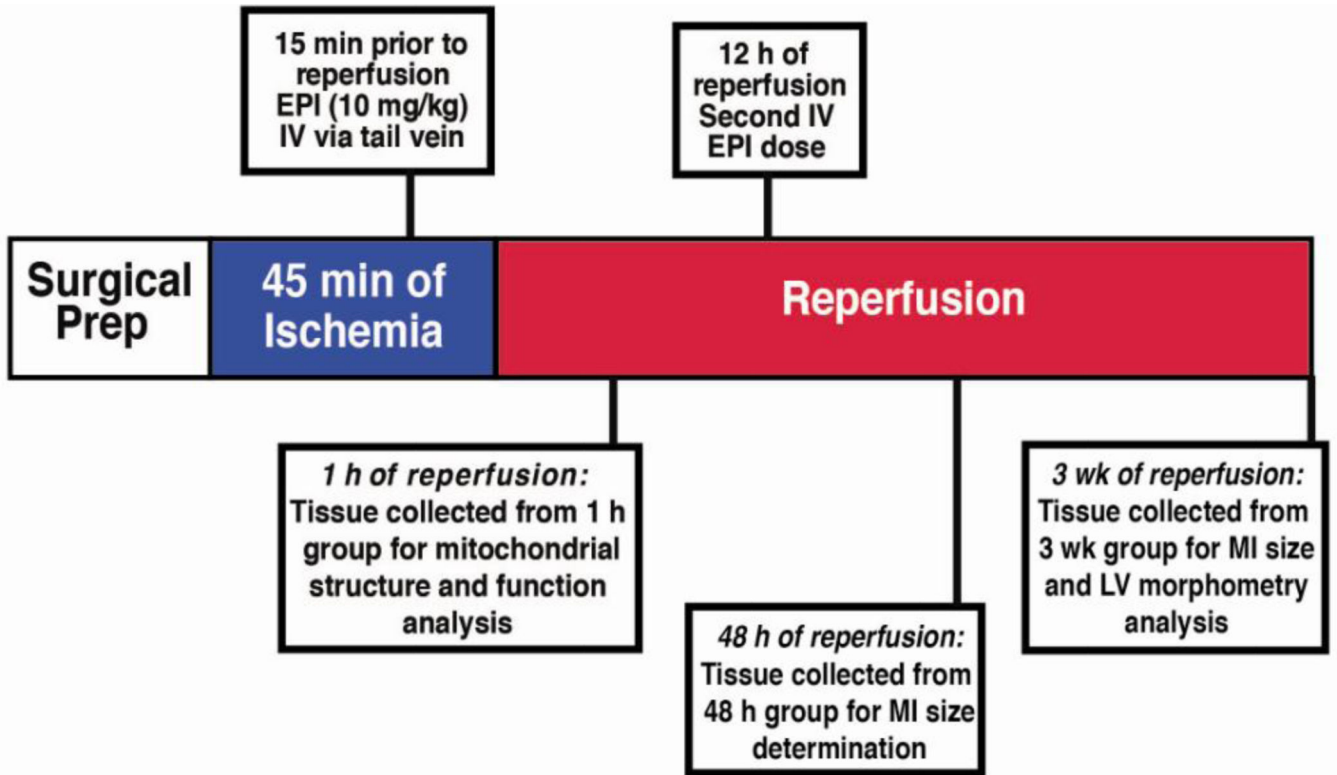 15 min prior to
reperfusion
EPI (10 mg/kg)
IV via tail vein
12 h of
reperfusion
Second IV
EPI dose
Surgical
Prep
45 min of
Ischemia
Reperfusion
1 h of reperfusion:
Tissue collected from 1 h
group for mitochondrial
structure and function
analysis
48 h of reperfusion:
Tissue collected from
48 h group for MI size
determination
3 wk of reperfusion:
Tissue collected from
3 wk group for MI size
and LV morphometry
analysis